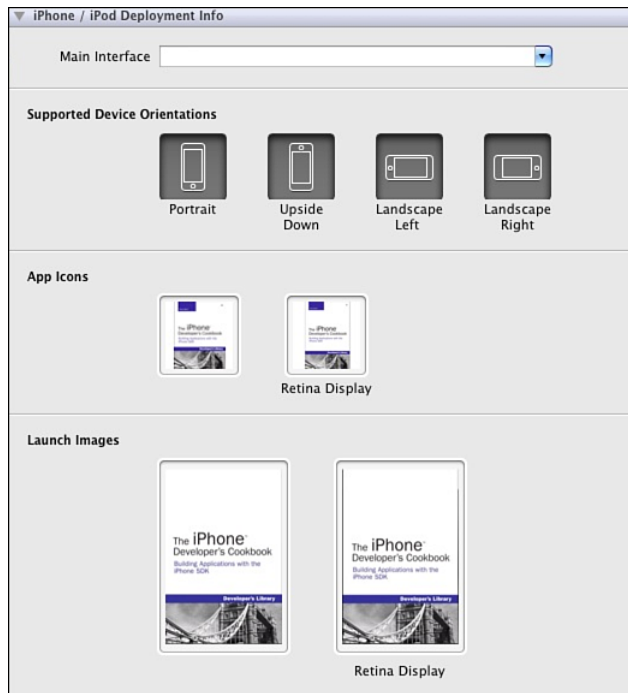 iPhone / iPod Deployment Info
Main Interface
Supported Device Orientations
Portrait
Upside
Down
Landscape
Left
Landscape
Right
App Icons
The iPhone
Developer's Cookbook
The iPhone
Developer's Cookbook
Retina Display
Launch Images
The iPhone™
Developer's Cookbook
Building Applications with the
iPhone SDK
Developer's Library
The iPhone™
Developer's Cookbook
Building Applications with the
iPhone SDK
Developer's Library
Retina Display